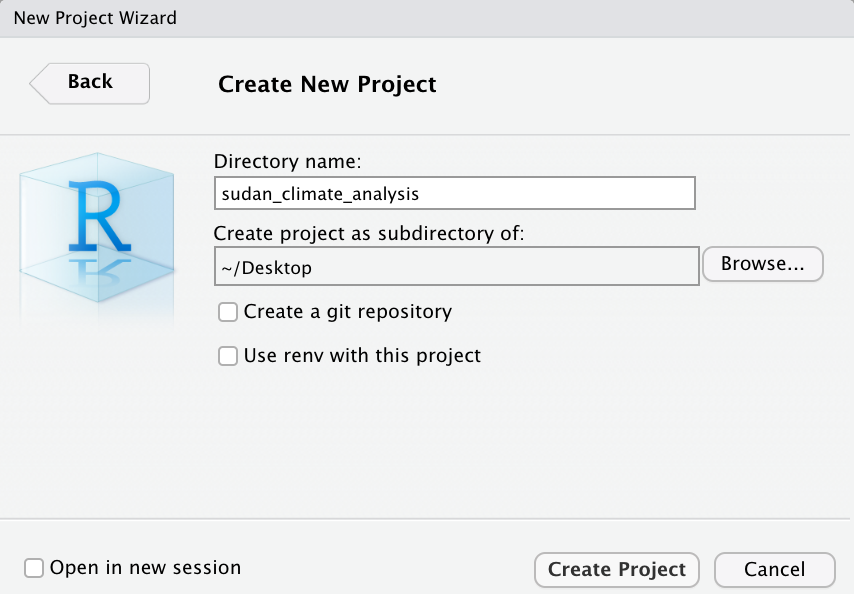 New Project Wizard
Back
Create New Project
R
Directory name:
sudan_climate_analysis
Create project as subdirectory of:
~/Desktop
Browse...
Create a git repository
Use renv with this project
Open in new session
Create Project
Cancel